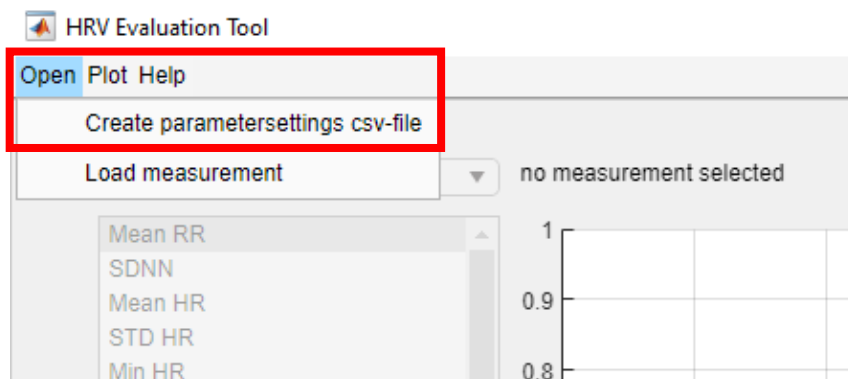 HRV Evaluation Tool
Open Plot Help
Create parametersettings csv-file
Load measurement
no measurement selected
Mean RR
SDNN
Mean HR
STD HR
Min HR
1
0.9
0.8